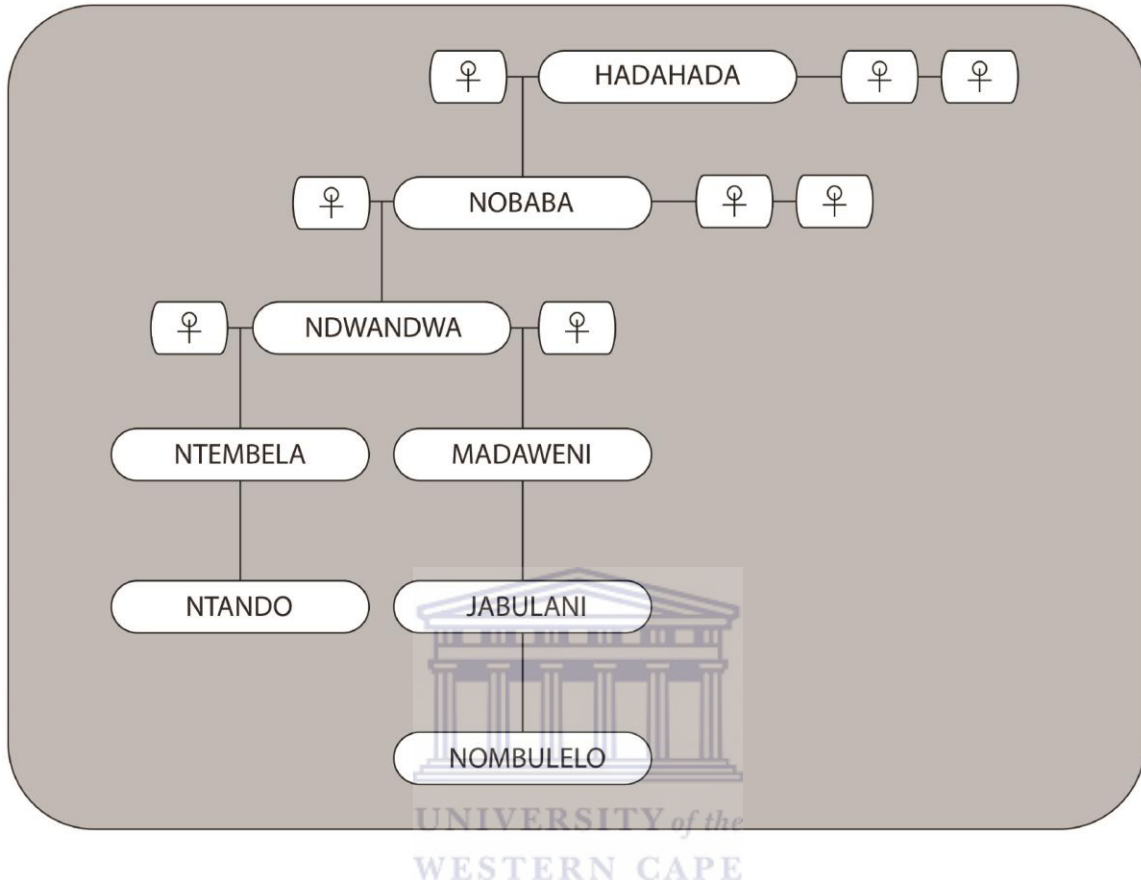 HADAHADA
NOBABA
NDWANDWA
NTEMBELA
MADAWENI
NTANDO
JABULANI
NOMBULELO
UNIVERSITY of the
WESTERN CAPE